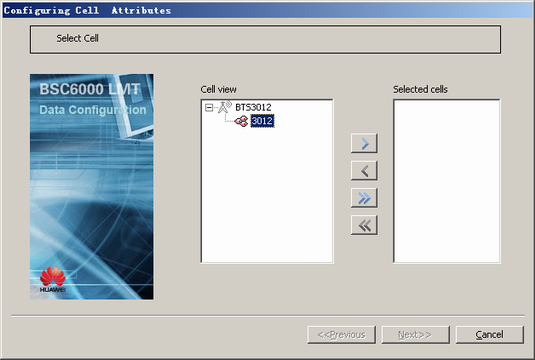 Configuring Cell  Attributes
Select Cell
BSC6000 LMT
Data Configuration
HUAWEI
Cell view
BTS3012
3012
Selected cells
<<Previous
Next>>
Cancel